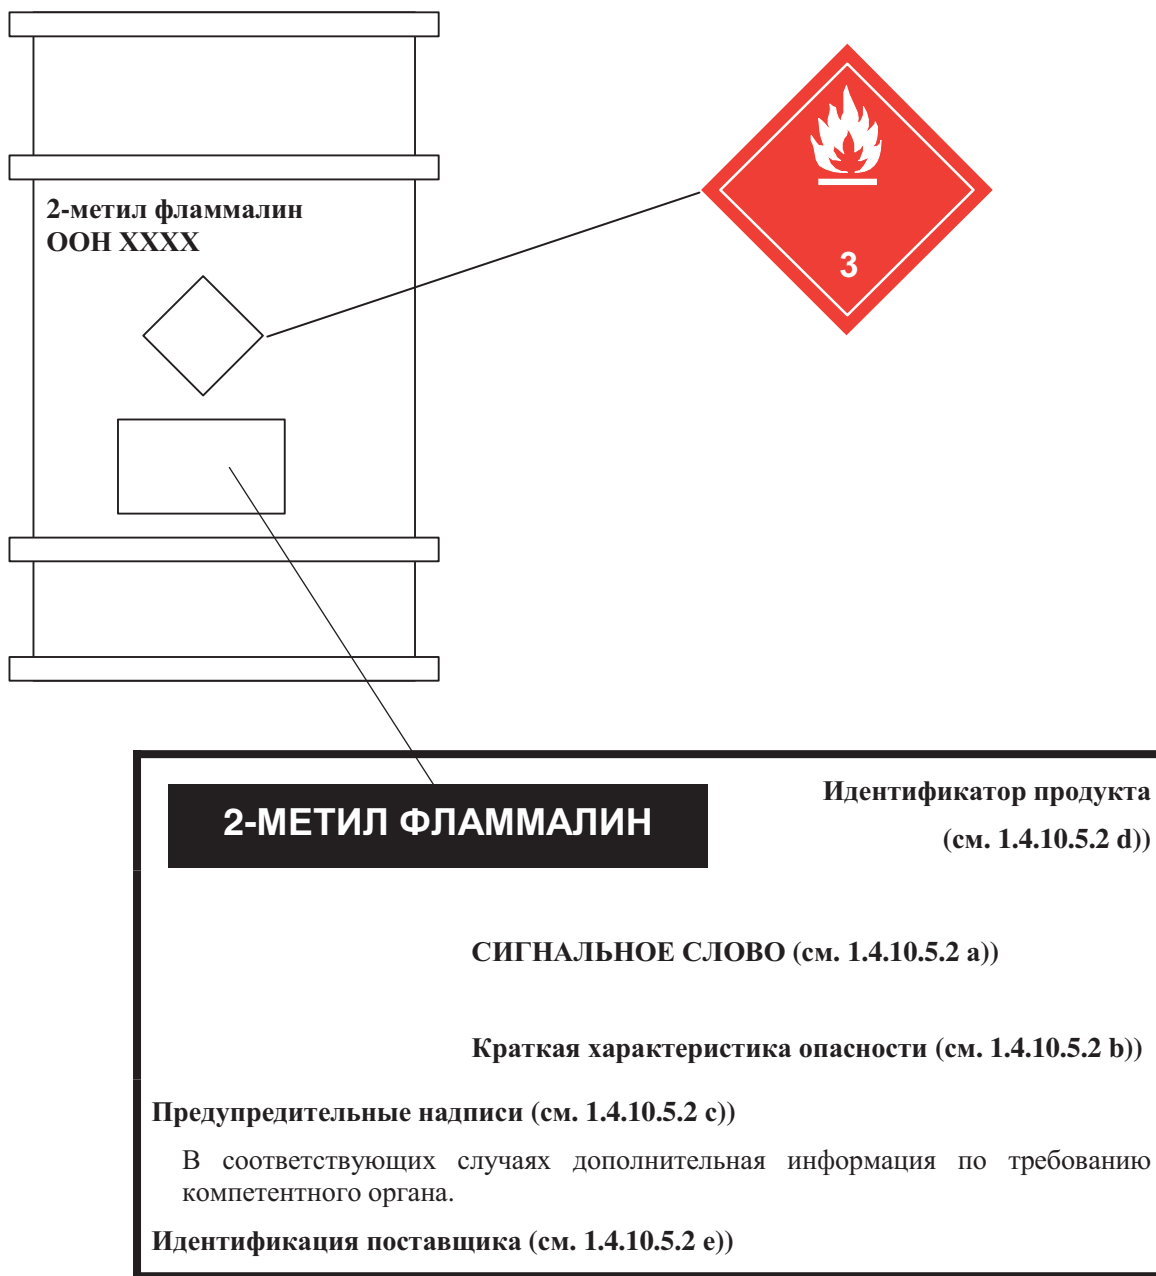 2-метил фламмалин
ООН XXXX
3
2-МЕТИЛ ФЛАММАЛИН
Идентификатор продукта
(см. 1.4.10.5.2 d))
СИГНАЛЬНОЕ СЛОВО (см. 1.4.10.5.2 a))
Краткая характеристика опасности (см. 1.4.10.5.2 b))
Предупредительные надписи (см. 1.4.10.5.2 c))
В соответствующих случаях дополнительная информация по требованию
компетентного органа.
Идентификация поставщика (см. 1.4.10.5.2 e))